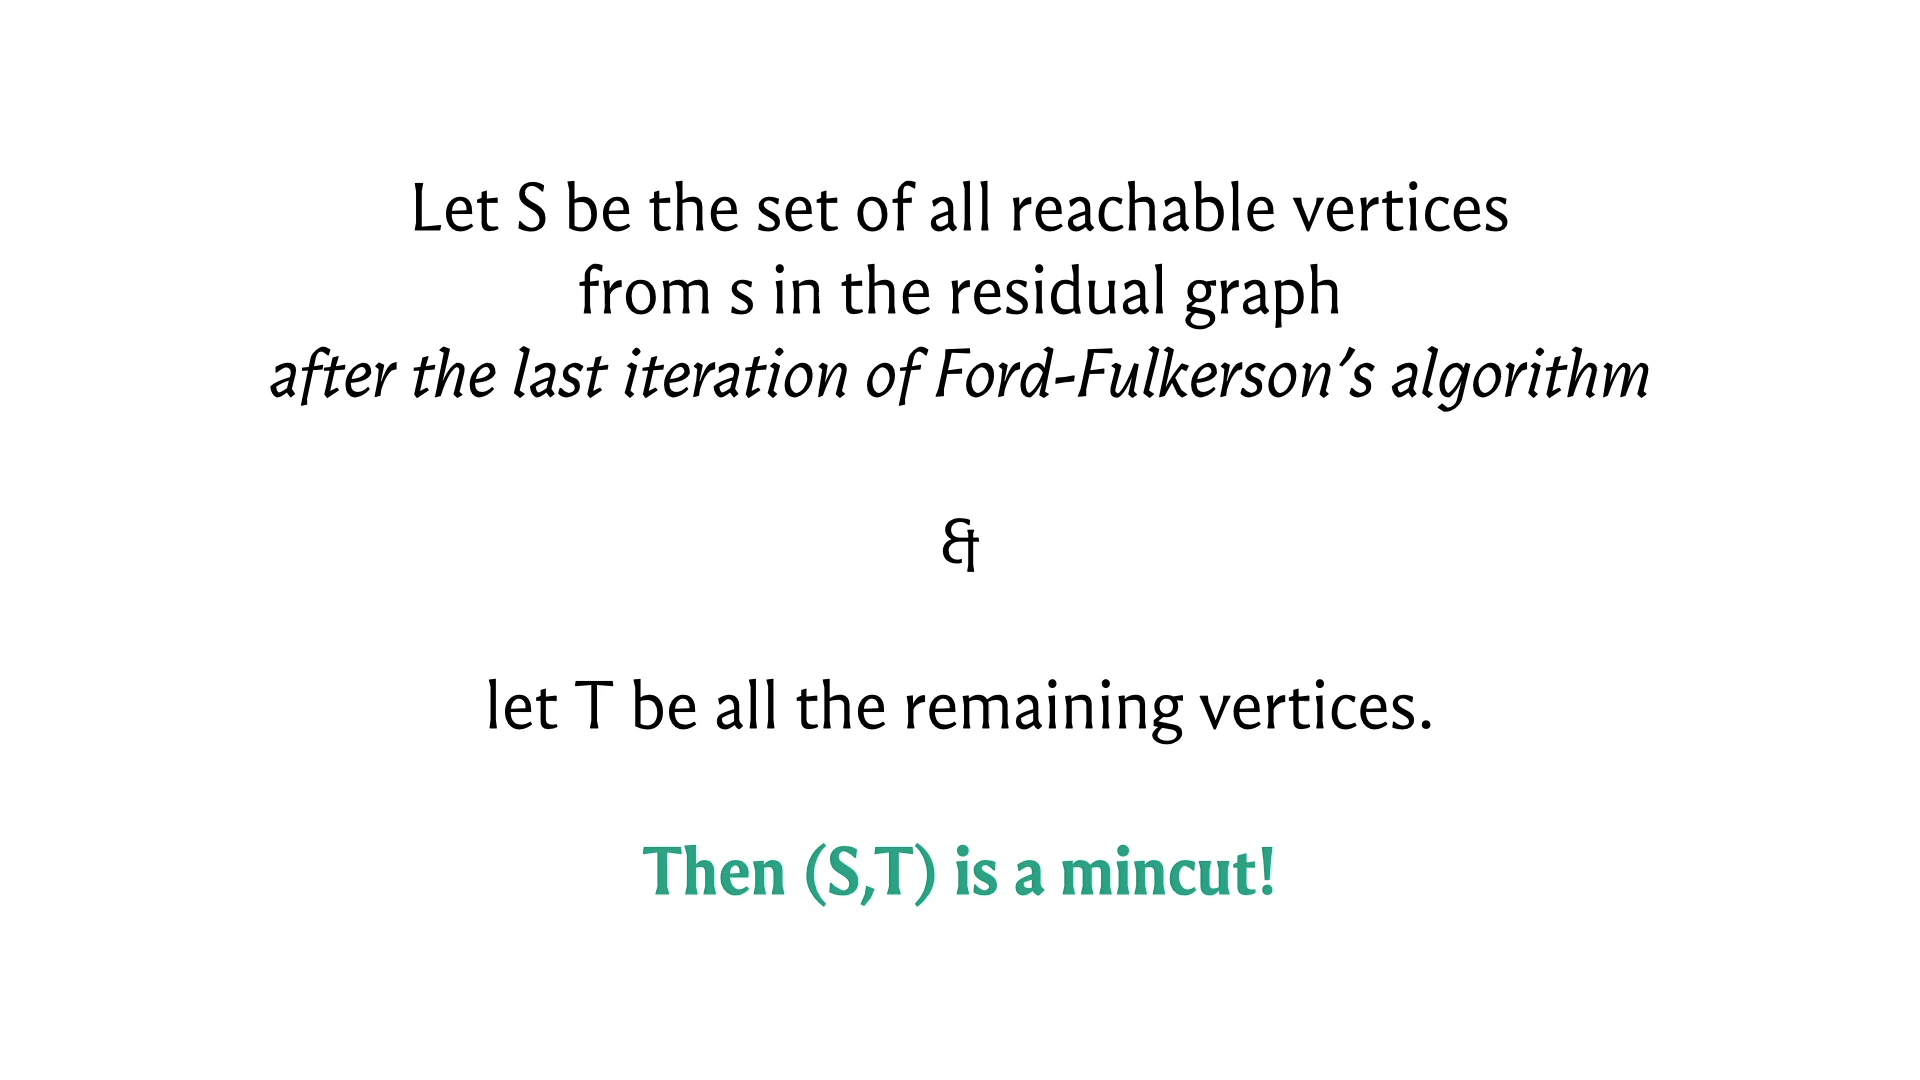 Let S be the set of all reachable vertices
from s in the residual graph
after the last iteration of Ford-Fulkerson’s algorithm
&
let T be all the remaining vertices.
Then (S,T) is a mincut!